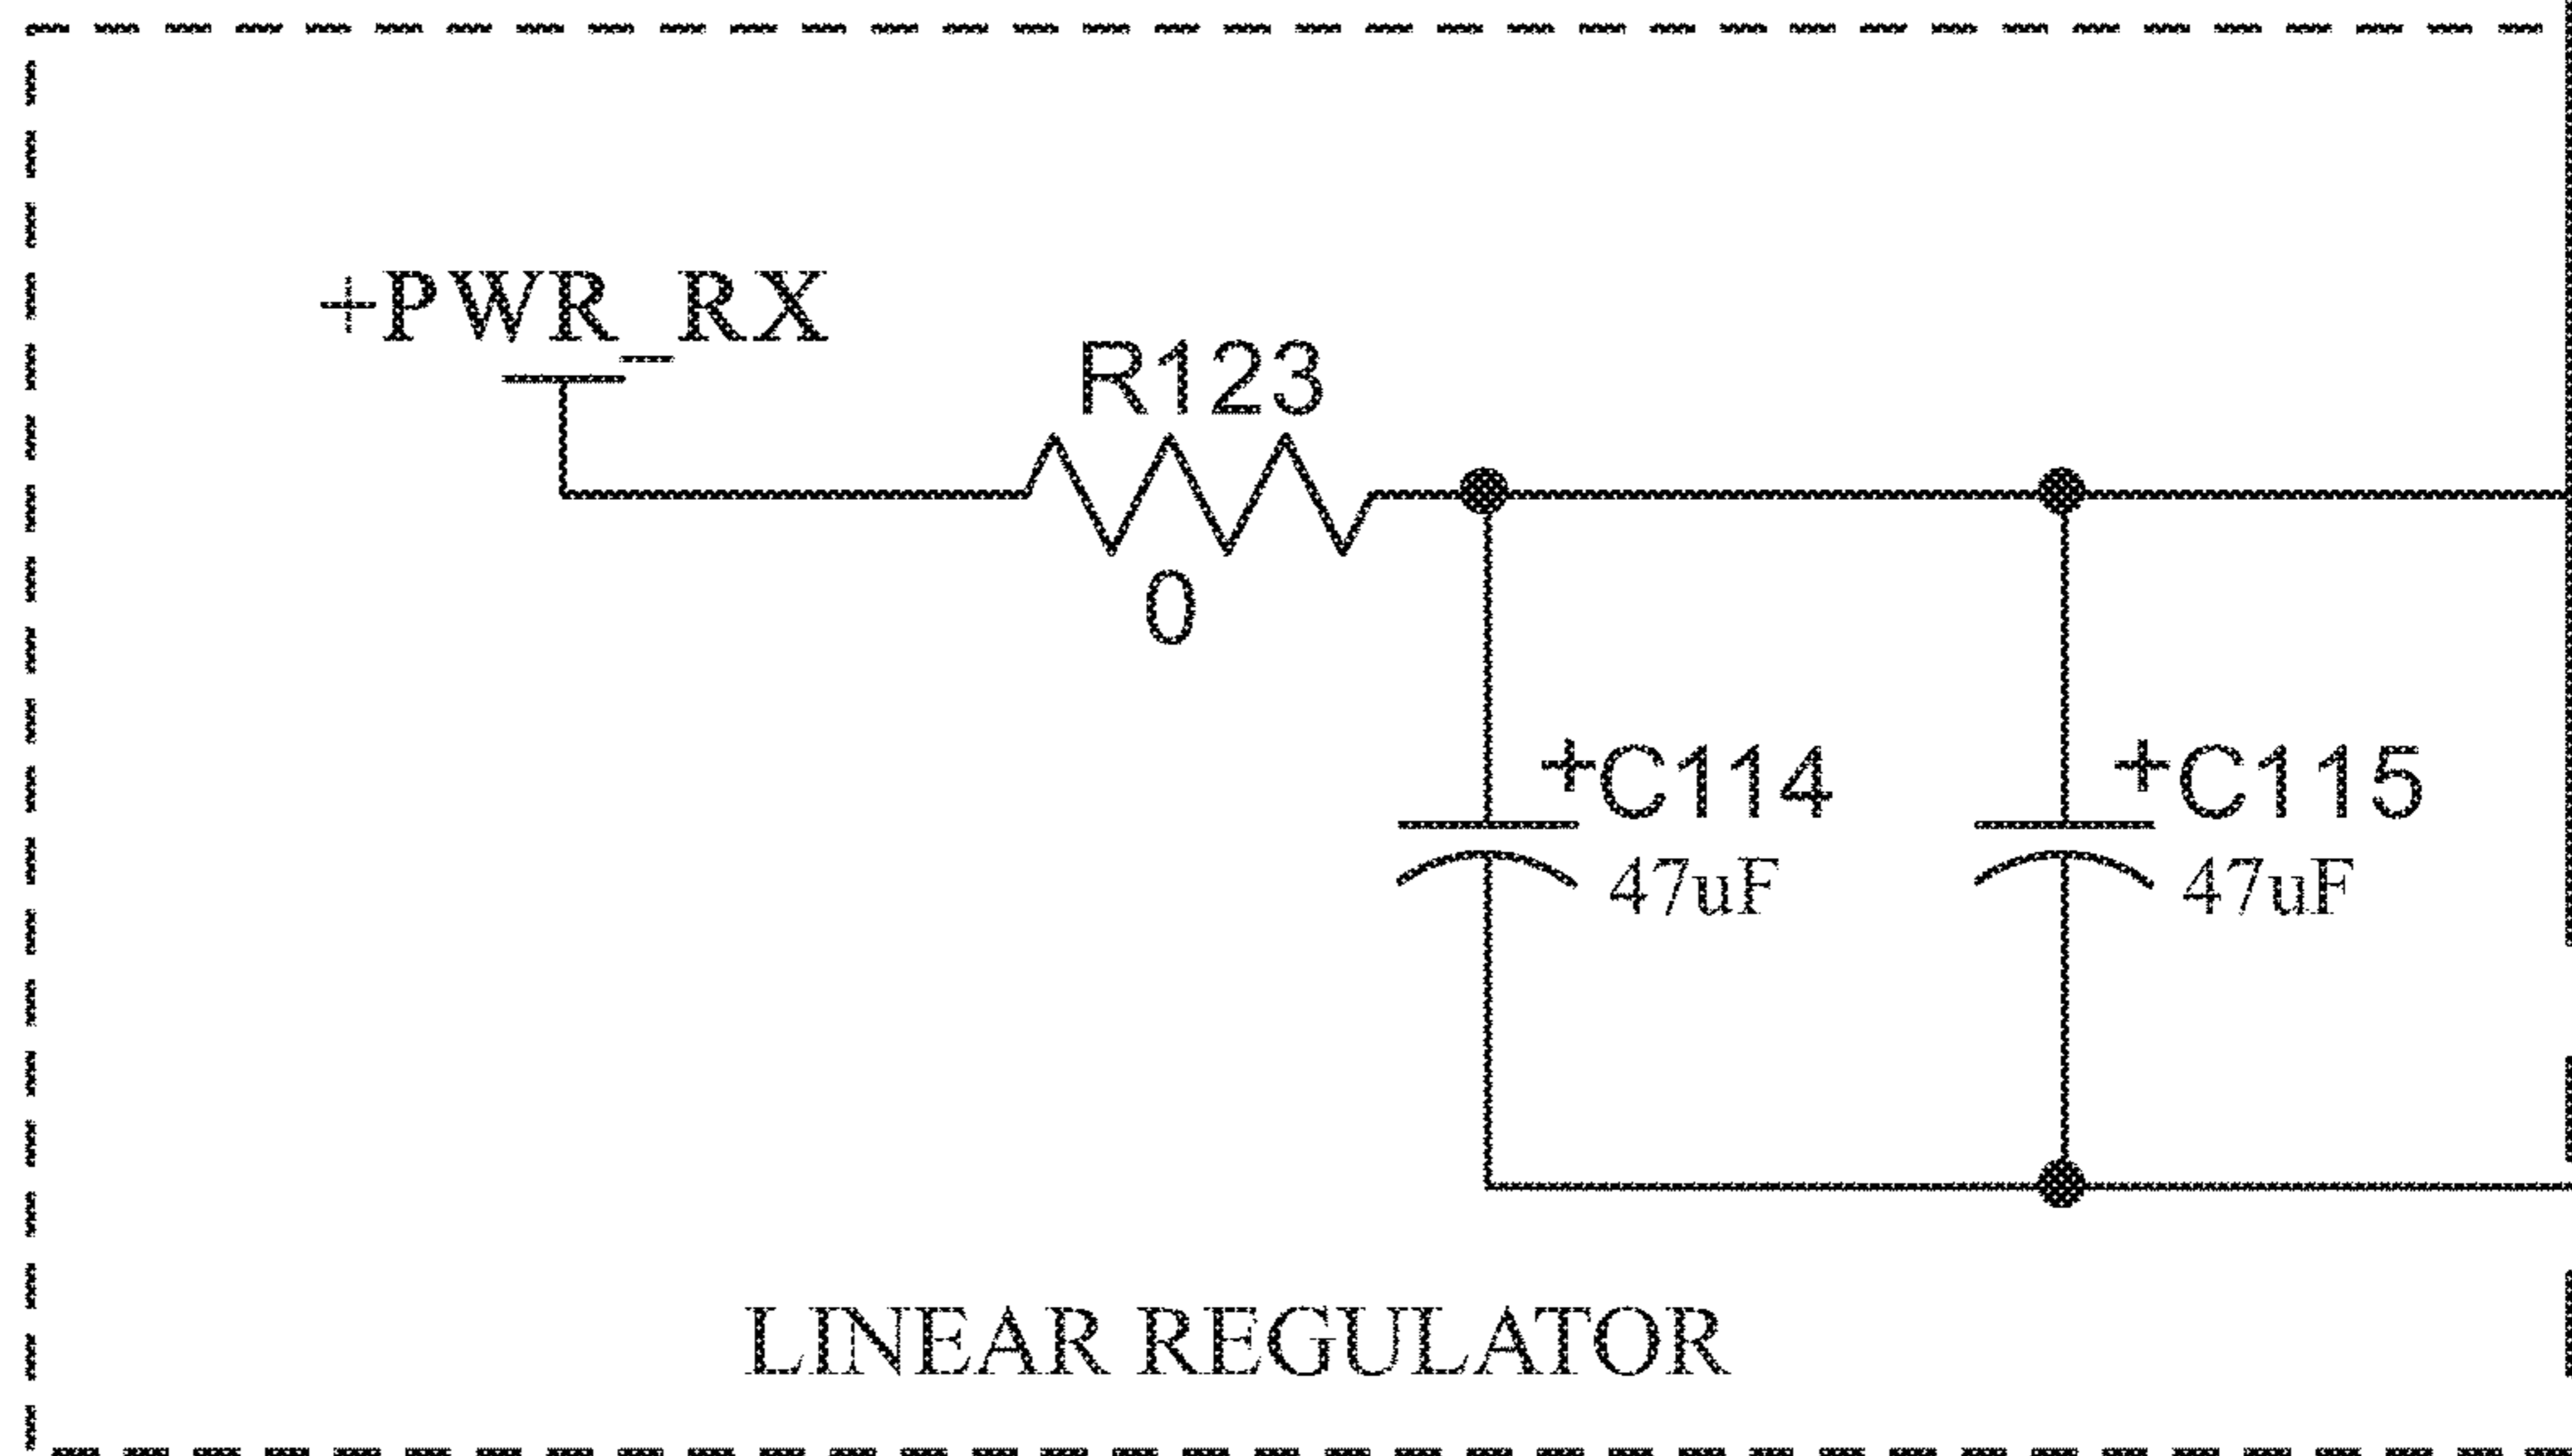 +PWR_RX
R123
0
+C114
47uF
+C115
47uF
LINEAR REGULATOR